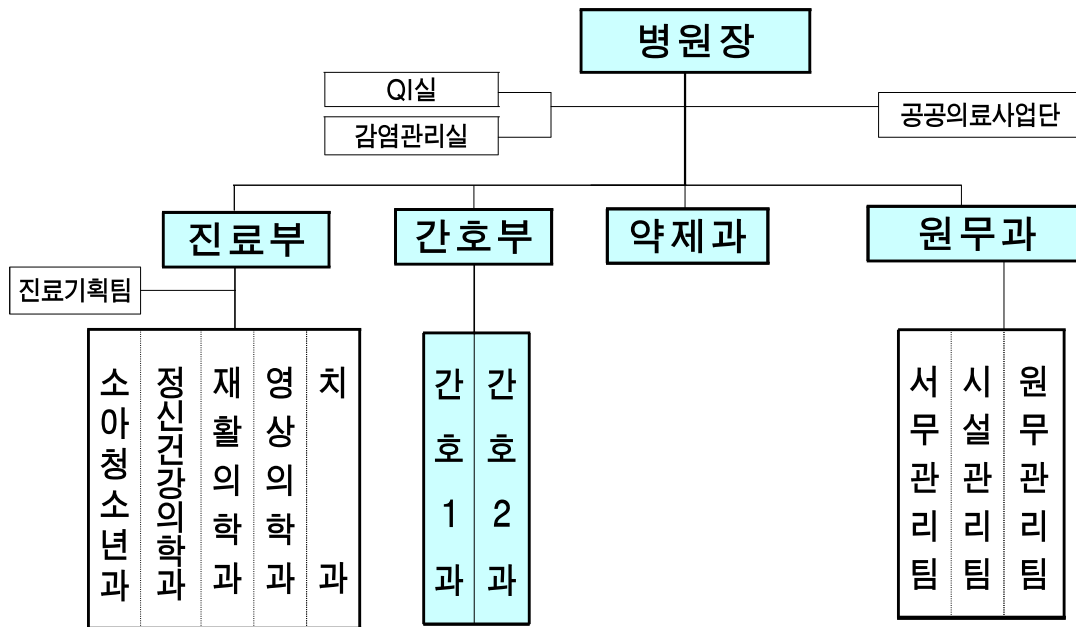 병원장
QI실
감염관리실
공공의료사업단
진료부
간호부
약제과
원무과
진료기획팀
소아청소년과
정신건강의학과
재활의학과
영상의학과
치과
간호1과
간호2과
서무관리팀
시설관리팀
원무관리팀